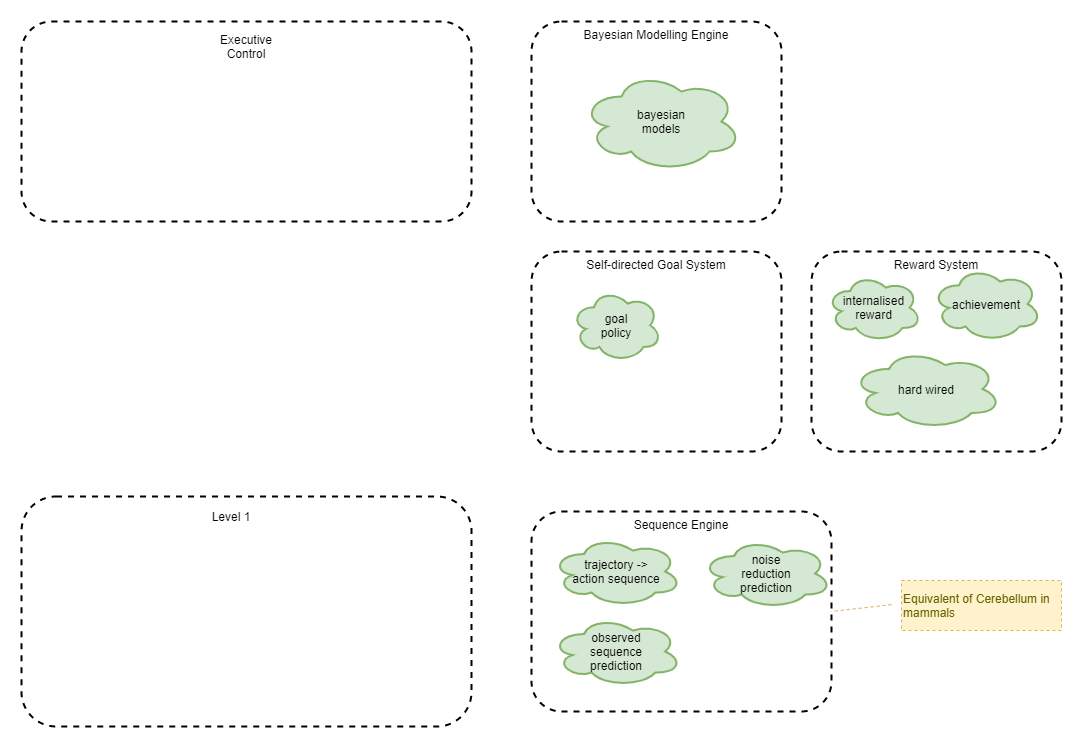 Executive
Control
Bayesian Modelling Engine
bayesian
models
Self-directed Goal System
goal
policy
Reward System
internalised
reward
achievement
hard wired
Level 1
Sequence Engine
trajectory ->
action sequence
noise
reduction
prediction
observed
sequence
prediction
Equivalent of Cerebellum in
mammals